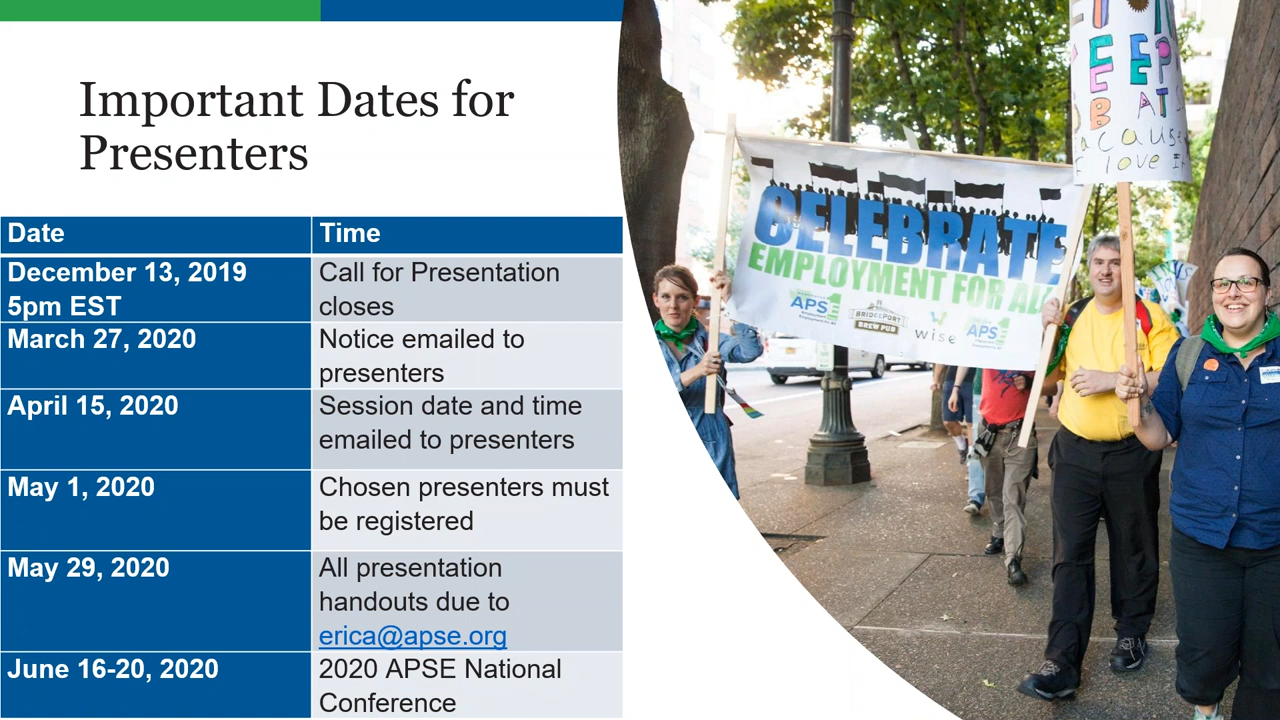 Important Dates for
Presenters
Date Time
December 13, 2019 Call for Presentation
5pm EST closes
March 27, 2020 Notice emailed to
presenters
April 15, 2020 Session date and time
emailed to presenters
May 1, 2020 Chosen presenters must
be registered
May 29, 2020 All presentation
handouts due to
erica@apse.org
June 16-20, 2020 2020 APSE National
Conference
CELEBRATE
EMPLOYMENT FOR ALL
APS
BRIDGEPORT
BREW PUB
wise
APS
love